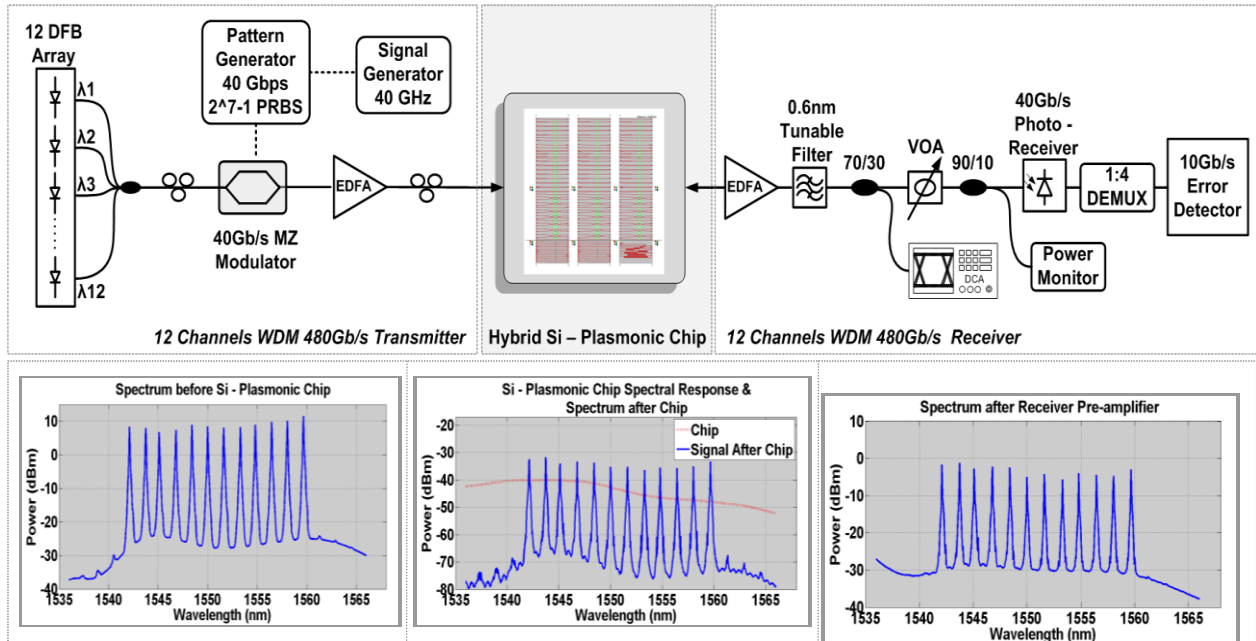 12 DFB
Array
λ1
λ2
λ3
λ12
Pattern
Generator
40 Gbps
2^7-1 PRBS
Signal
Generator
40 GHz
40Gb/s MZ
Modulator
EDFA
12 Channels WDM 480Gb/s Transmitter
Hybrid Si – Plasmonic Chip
EDFA
0.6nm
Tunable
Filter
70/30
VOA
90/10
40Gb/s
Photo -
Receiver
1:4
DEMUX
10Gb/s
Error
Detector
DCA
Power
Monitor
12 Channels WDM 480Gb/s Receiver
Spectrum before Si - Plasmonic Chip
Power (dBm)
10
0
-10
-20
-30
-40
1535
1540
1545
1550
1555
1560
1565
Wavelength (nm)
Si - Plasmonic Chip Spectral Response &
Spectrum after Chip
Chip
Signal After Chip
Power (dBm)
-20
-30
-40
-50
-60
-70
-80
1536
1540
1545
1550
1555
1560
1565
Wavelength (nm)
Spectrum after Receiver Pre-amplifier
Power (dBm)
10
0
-10
-20
-30
-40
1535
1540
1545
1550
1555
1560
1565
Wavelength (nm)